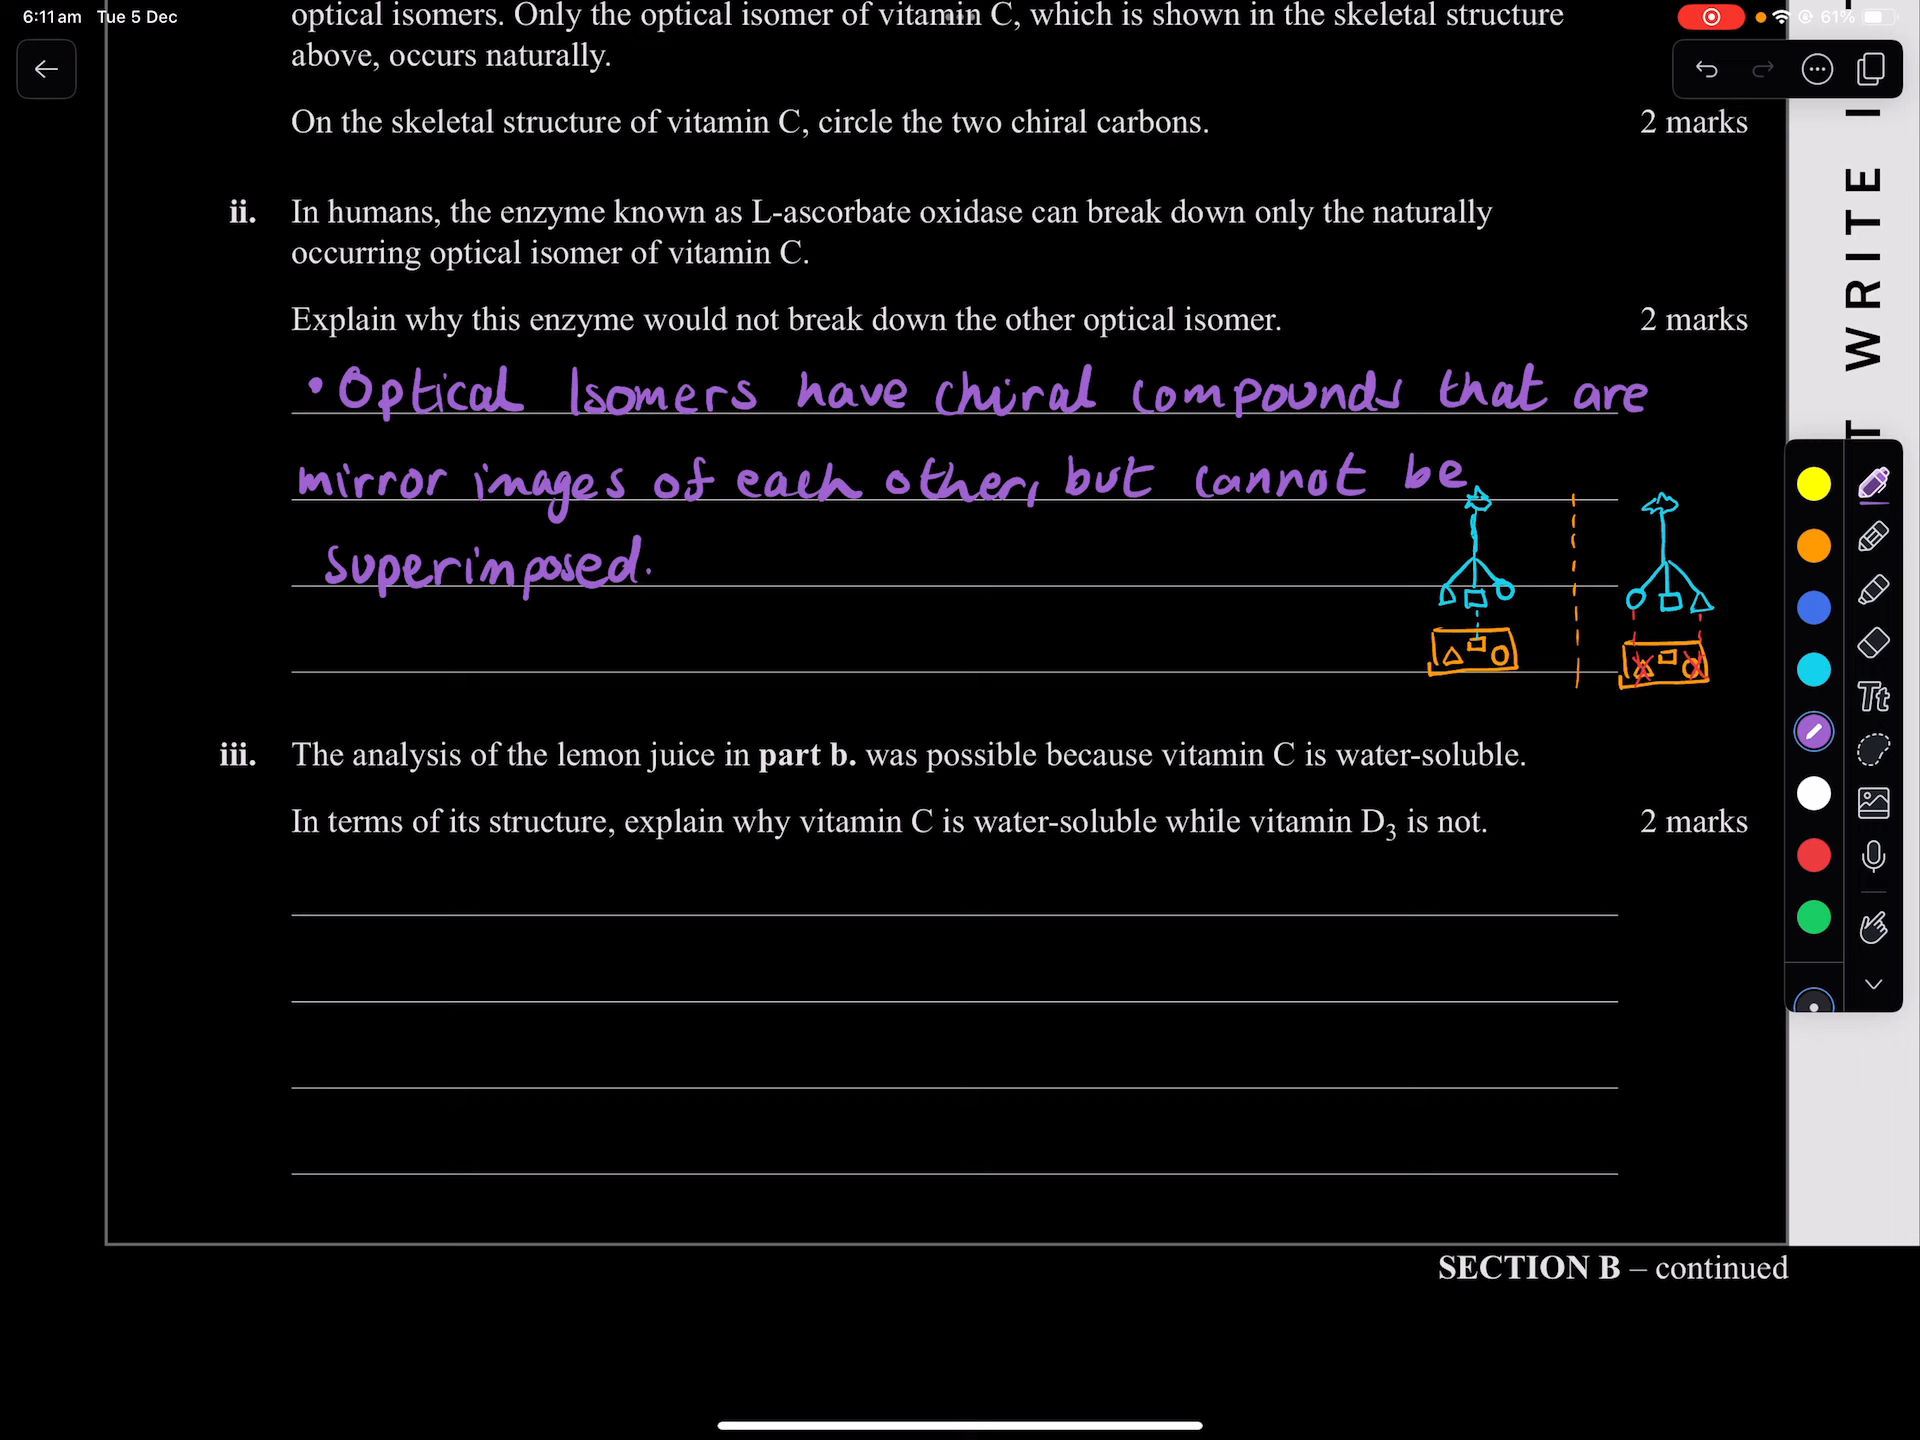 6:11 am Tue 5 Dec
61%
optical isomers. Only the optical isomer of vitamin C, which is shown in the skeletal structure
above, occurs naturally.
On the skeletal structure of vitamin C, circle the two chiral carbons. 2 marks
ii. In humans, the enzyme known as L-ascorbate oxidase can break down only the naturally
occurring optical isomer of vitamin C.
Explain why this enzyme would not break down the other optical isomer. 2 marks
• Optical Isomers have chiral compounds that are
mirror images of each other, but cannot be
superimposed.
iii. The analysis of the lemon juice in part b. was possible because vitamin C is water-soluble.
In terms of its structure, explain why vitamin C is water-soluble while vitamin D₃ is not. 2 marks
SECTION B – continued
WRITE
Tt